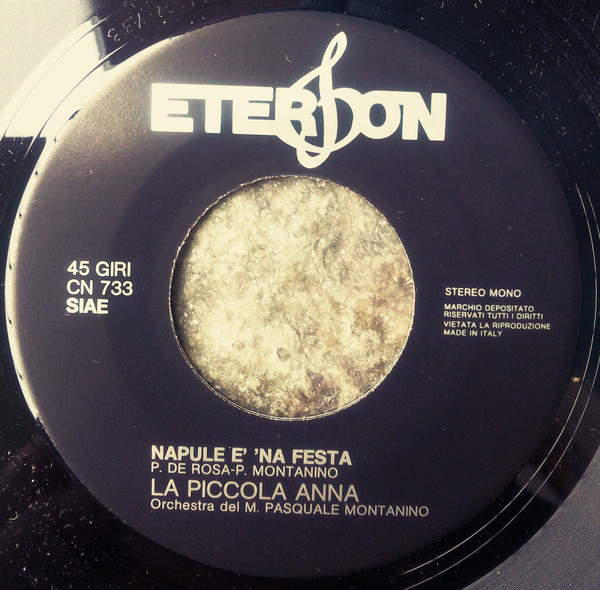 ETERSON
45 GIRI
CN 733
SIAE
STEREO MONO
MARCHIO DEPOSITATO
RISERVATI TUTTI I DIRITTI
VIETATA LA RIPRODUZIONE
MADE IN ITALY
NAPULE E' 'NA FESTA
P. DE ROSA-P. MONTANINO
LA PICCOLA ANNA
Orchestra del M. PASQUALE MONTANINO